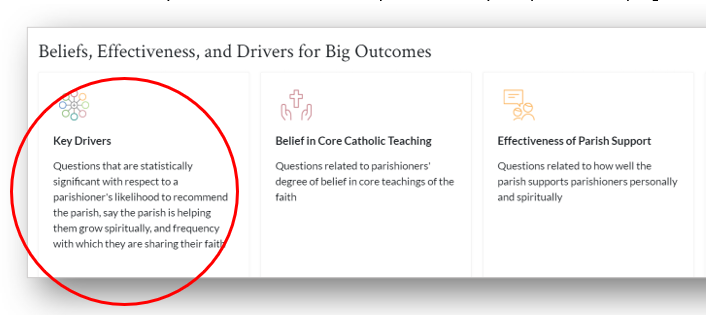 Beliefs, Effectiveness, and Drivers for Big Outcomes
Key Drivers
Questions that are statistically
significant with respect to a
parishioner's likelihood to recommend
the parish, say the parish is helping
them grow spiritually, and frequency
with which they are sharing their faith
Belief in Core Catholic Teaching
Questions related to parishioners'
degree of belief in core teachings of the
faith
Effectiveness of Parish Support
Questions related to how well the
parish supports parishioners personally
and spiritually